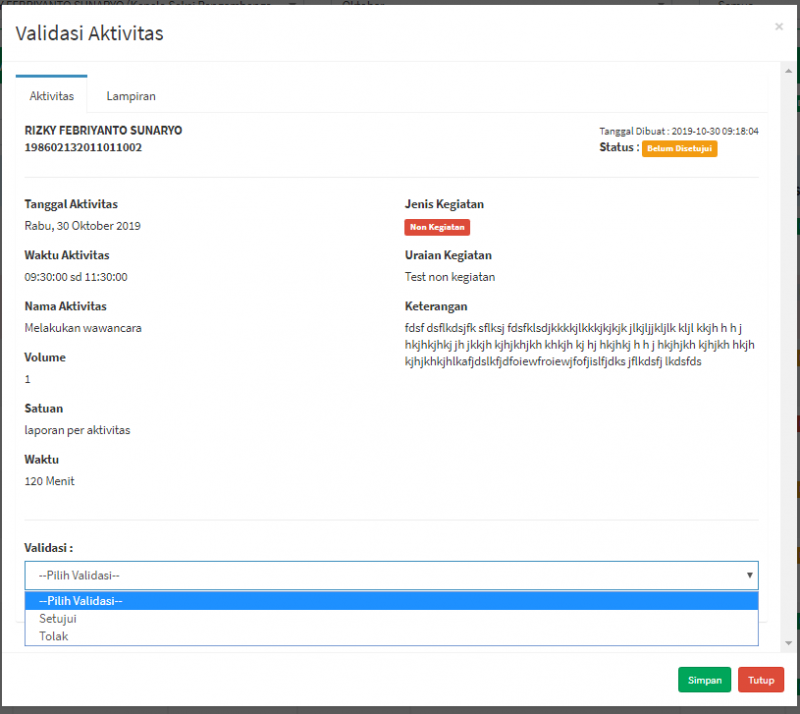 Validasi Aktivitas
×
Aktivitas
Lampiran
RIZKY FEBRIYANTO SUNARYO
198602132011011002
Tanggal Dibuat : 2019-10-30 09:18:04
Status : Belum Disetujui
Tanggal Aktivitas
Rabu, 30 Oktober 2019
Waktu Aktivitas
09:30:00 sd 11:30:00
Nama Aktivitas
Melakukan wawancara
Volume
1
Satuan
laporan per aktivitas
Waktu
120 Menit
Jenis Kegiatan
Non Kegiatan
Uraian Kegiatan
Test non kegiatan
Keterangan
fdsf dsflkdsjfk sflksj fdsfklsdjkkkkjlkkkjkjkjk jlkjljjkljlk kljl kkjh h h j
hkjhkjhkj jh jkkjh kjhjkhjkh khkjh kj hj hkjhkj h h j hkjhjkh kjhjkh hkjh
kjhjkhkjhlkafjdslkfjdfoiewfroiewjfofjislfjdks jflkdsfj lkdsfds
Validasi :
--Pilih Validasi--
--Pilih Validasi--
Setujui
Tolak
Simpan
Tutup